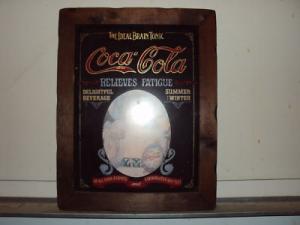 THE IDEAL BRAIN TONIC
Coca-Cola
RELIEVES FATIGUE
DELIGHTFUL SUMMER
BEVERAGE WINTER